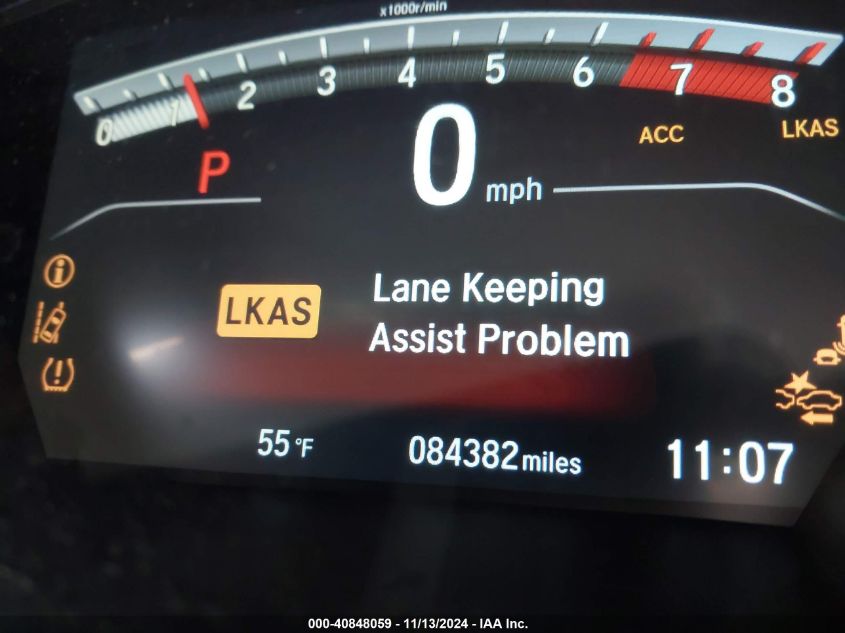 x1000r/min
0 1 2 3 4 5 6 7 8
ACC LKAS
P 0 mph
LKAS
Lane Keeping
Assist Problem
55 °F 084382 miles 11:07
000-40848059 - 11/13/2024 - IAA Inc.